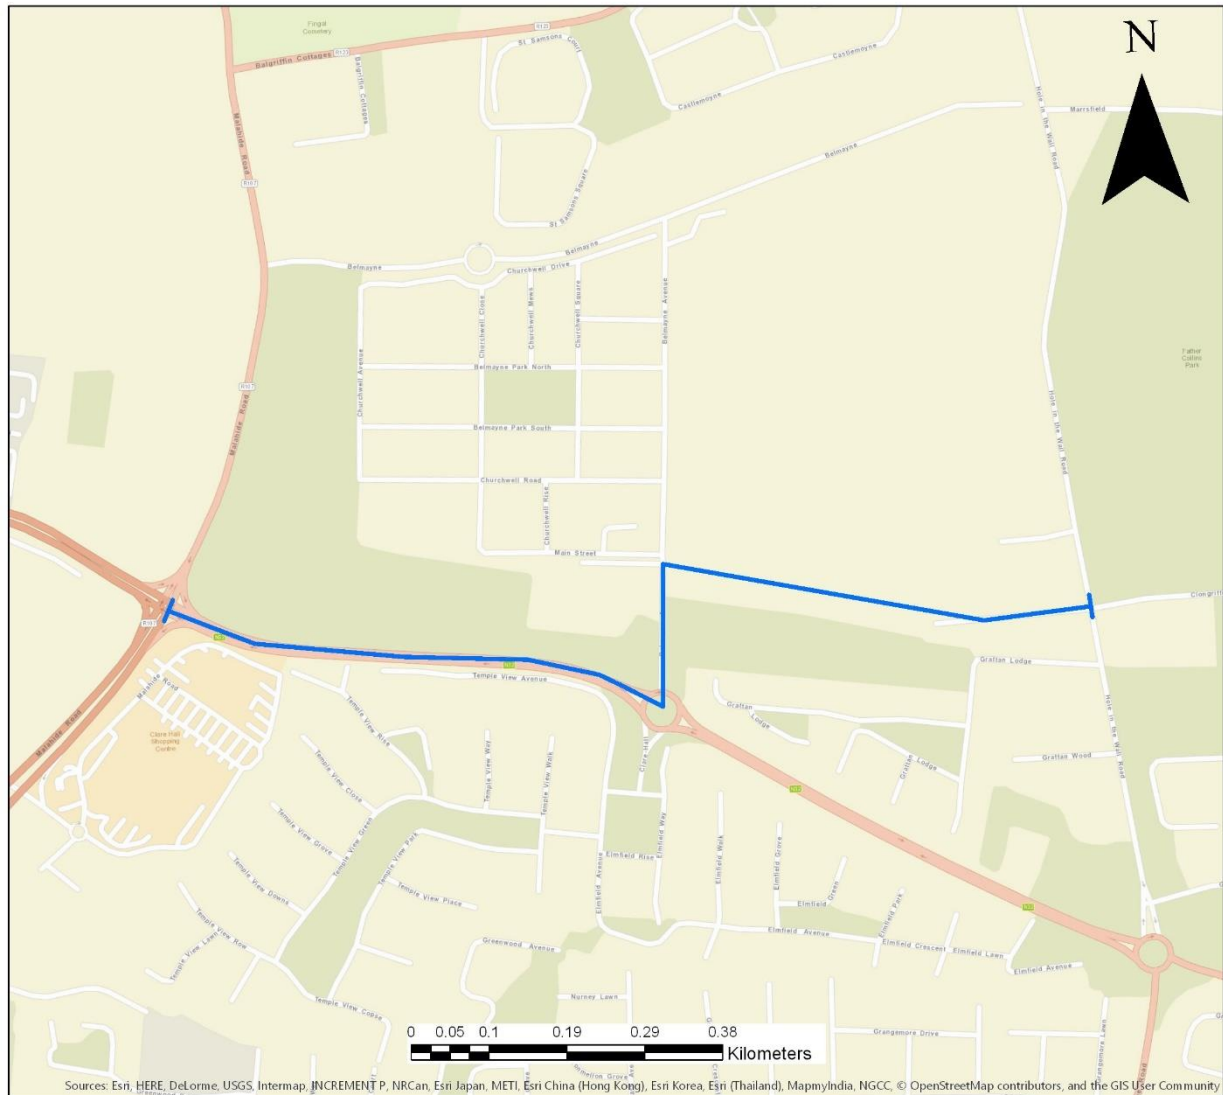 Fingal
Cemetery
R123
R123
Balgriffin Cottages
Balgriffin Cottages
St Samsons Court
Castlemoyne
Castlemoyne
N
Hole in the Wall Road
Marrsfield
Malahide Road
R107
St Samsons Square
Belmayne
Belmayne
Belmayne
Churchwell Drive
Churchwell Close
Churchwell Mews
Churchwell Square
Belmayne Avenue
Churchwell Avenue
Belmayne Park North
Father
Collins
Park
R107
Malahide Road
Belmayne Park South
Hole in the Wall Road
Churchwell Road
Churchwell Rise
Main Street
Clongriffin
Grattan Lodge
Temple View Avenue
Malahide Road
Malahide Road
Clare Hall
Shopping
Centre
Temple View Rise
Grattan
Lodge
Clare Hall
Grattan Lodge
Grattan Wood
Hole in the Wall Road
Temple View Way
Temple View Walk
Temple View Close
Temple View Green
Temple View Grove
Temple View Park
Temple View Downs
Temple View Place
Temple View Row
Temple View Lawn
Temple View Copse
Elmfield Rise
Elmfield Way
Elmfield Avenue
Elmfield Walk
Elmfield Grove
Elmfield Green
Elmfield Park
Elmfield Avenue
Elmfield Crescent
Elmfield Lawn
Elmfield Avenue
Greenwood Avenue
Nurney Lawn
Grangemore Drive
Grangemore Lawn
0 0.05 0.1 0.19 0.29 0.38
Kilometers
Sources: Esri, HERE, DeLorme, USGS, Intermap, INCREMENT P, NRCan, Esri Japan, METI, Esri China (Hong Kong), Esri Korea, Esri (Thailand), MapmyIndia, NGCC, © OpenStreetMap contributors, and the GIS User Community